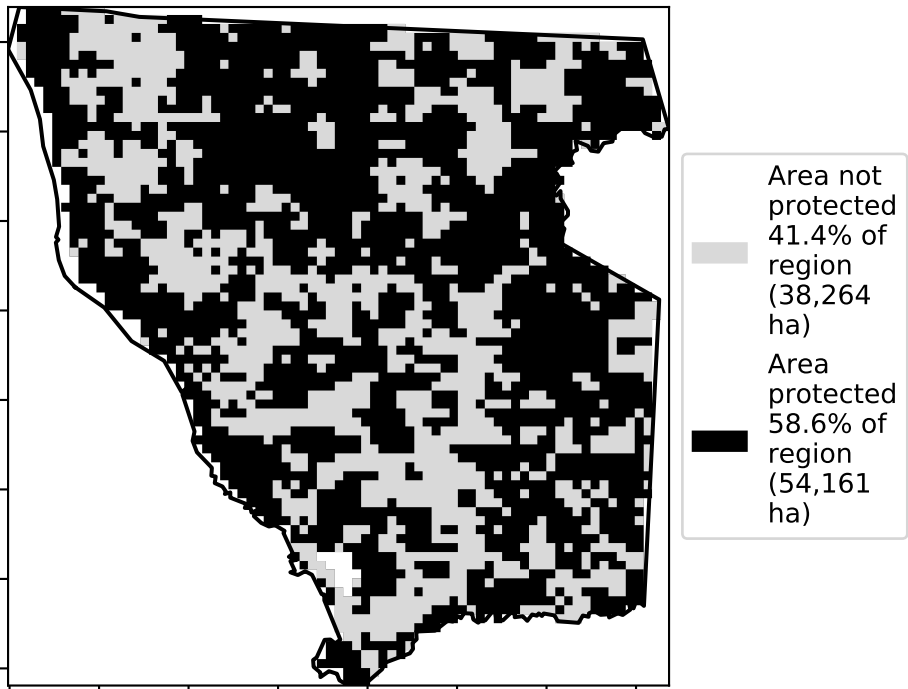 Area not
protected
41.4% of
region
(38,264
ha)
Area
protected
58.6% of
region
(54,161
ha)